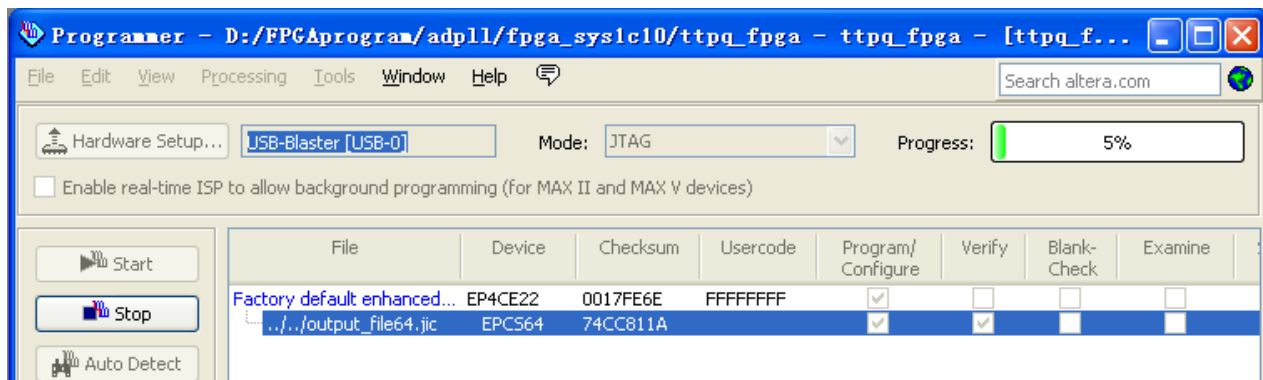 Programmer - D:/FPGAprogram/adpll/fpga_sys1c10/ttpq_fpga - ttpq_fpga - [ttpq_f...
File Edit View Processing Tools Window Help Search altera.com
Hardware Setup... USB-Blaster [USB-0] Mode: JTAG Progress: 5%
Enable real-time ISP to allow background programming (for MAX II and MAX V devices)
Start
Stop
Auto Detect
File Device Checksum Usercode Program/ Verify Blank- Examine
Configure Check
Factory default enhanced... EP4CE22 0017FE6E FFFFFFFF
../../output_file64.jic EPCS64 74CC811A